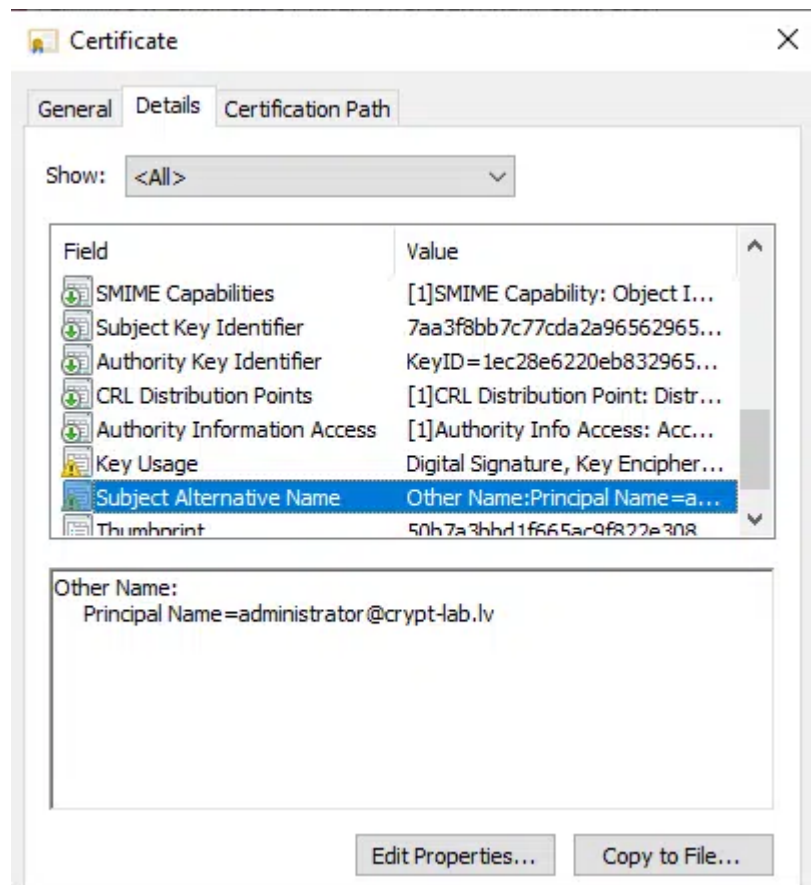 Certificate
General Details Certification Path
Show: <All>
Field Value
SMIME Capabilities [1]SMIME Capability: Object I...
Subject Key Identifier 7aa3f8bb7c77cda2a96562965...
Authority Key Identifier KeyID=1ec28e6220eb832965...
CRL Distribution Points [1]CRL Distribution Point: Distr...
Authority Information Access [1]Authority Info Access: Acc...
Key Usage Digital Signature, Key Encipher...
Subject Alternative Name Other Name:Principal Name=a...
Thumbprint 50b7a3bbd1f665ac9f822e308
Other Name:
Principal Name=administrator@crypt-lab.lv
Edit Properties... Copy to File...